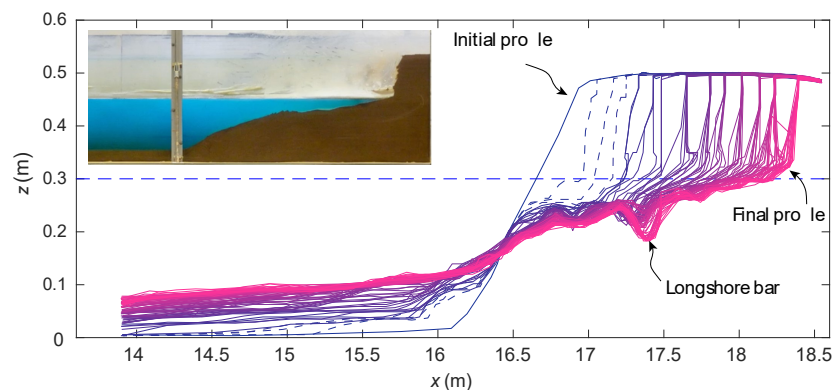 0.6
Initial pro le
0.5
0.4
z (m)
0.3
Final pro le
0.2
0.1
Longshore bar
0
14 14.5 15 15.5 16 16.5 17 17.5 18 18.5
x (m)